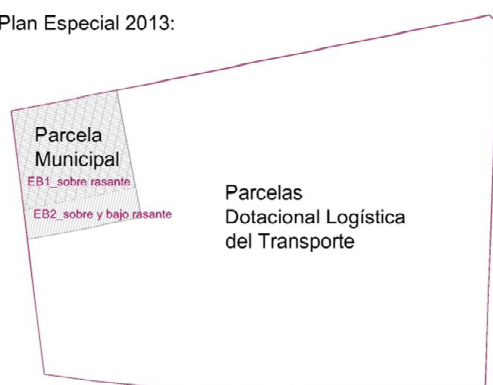 Plan Especial 2013:
Parcela
Municipal
EB1_sobre rasante
EB2_sobre y bajo rasante
Parcelas
Dotacional Logística
del Transporte